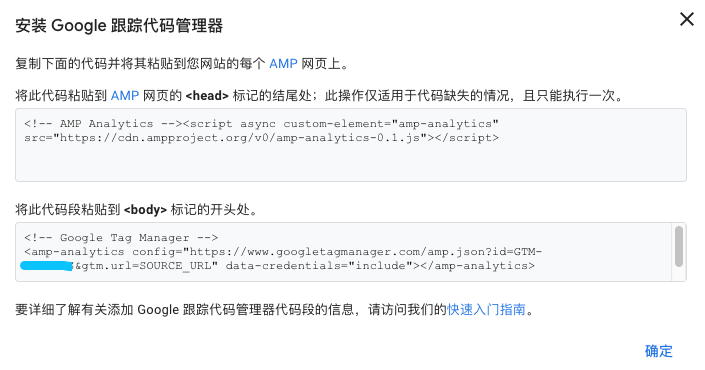 安装 Google 跟踪代码管理器
复制下面的代码并将其粘贴到您网站的每个 AMP 网页上。
将此代码粘贴到 AMP 网页的 <head> 标记的结尾处；此操作仅适用于代码缺失的情况，且只能执行一次。
<!-- AMP Analytics --><script async custom-element="amp-analytics"
src="https://cdn.ampproject.org/v0/amp-analytics-0.1.js"></script>
将此代码段粘贴到 <body> 标记的开头处。
<!-- Google Tag Manager -->
<amp-analytics config="https://www.googletagmanager.com/amp.json?id=GTM-
&gtm.url=SOURCE_URL" data-credentials="include"></amp-analytics>
要详细了解有关添加 Google 跟踪代码管理器代码段的信息，请访问我们的快速入门指南。
确定